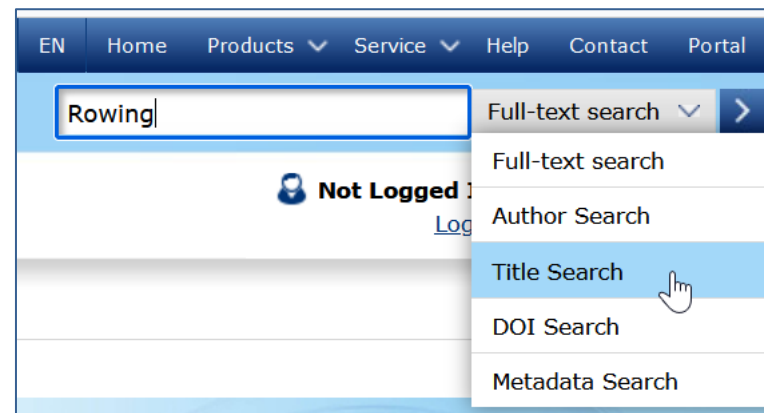 EN Home Products Service Help Contact Portal
Rowing Full-text search
Full-text search
Not Logged
Author Search
Log
Title Search
DOI Search
Metadata Search